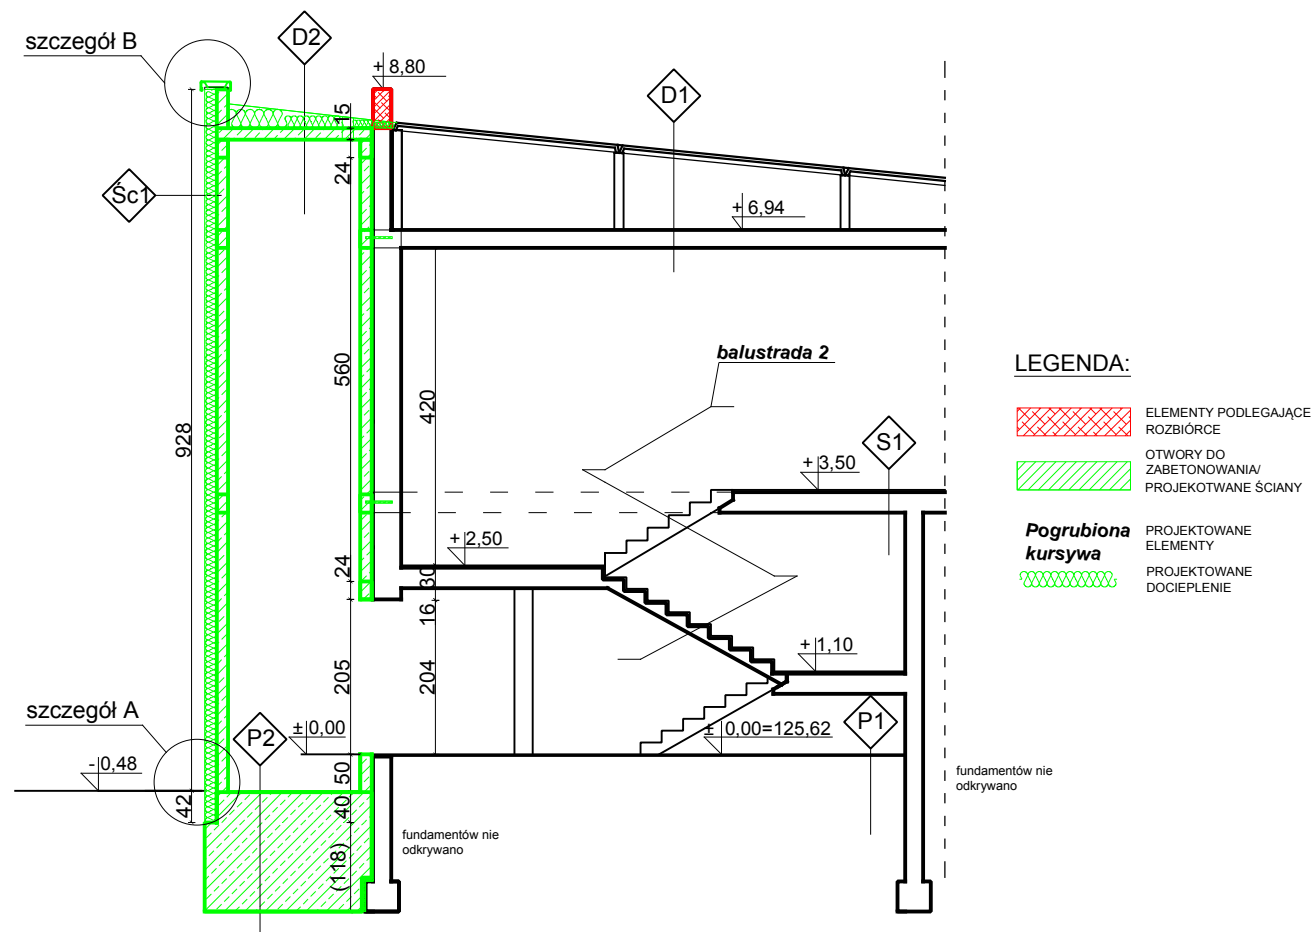 szczegół B
D2
+ 8,80
D1
15
24
Śc1
+ 6,94
560
420
928
balustrada 2
S1
+ 3,50
+ 2,50
24
30
16
205
204
+ 1,10
szczegół A
P2
± 0,00
± 0,00=125,62
P1
- 0,48
50
42
40
(118)
fundamentów nie
odkrywano
fundamentów nie
odkrywano
LEGENDA:
ELEMENTY PODLEGAJĄCE
ROZBIÓRCE
OTWORY DO
ZABETONOWANIA/
PROJEKOTWANE ŚCIANY
Pogrubiona
kursywa
PROJEKTOWANE
ELEMENTY
PROJEKTOWANE
DOCIEPLENIE